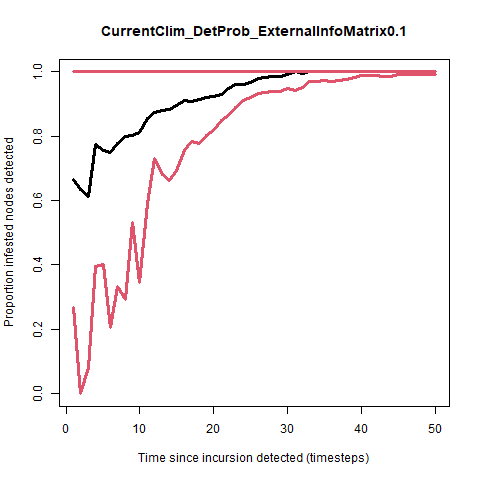 CurrentClim_DetProb_ExternalInfoMatrix0.1
Proportion infested nodes detected
1.0
0.8
0.6
0.4
0.2
0.0
0 10 20 30 40 50
Time since incursion detected (timesteps)